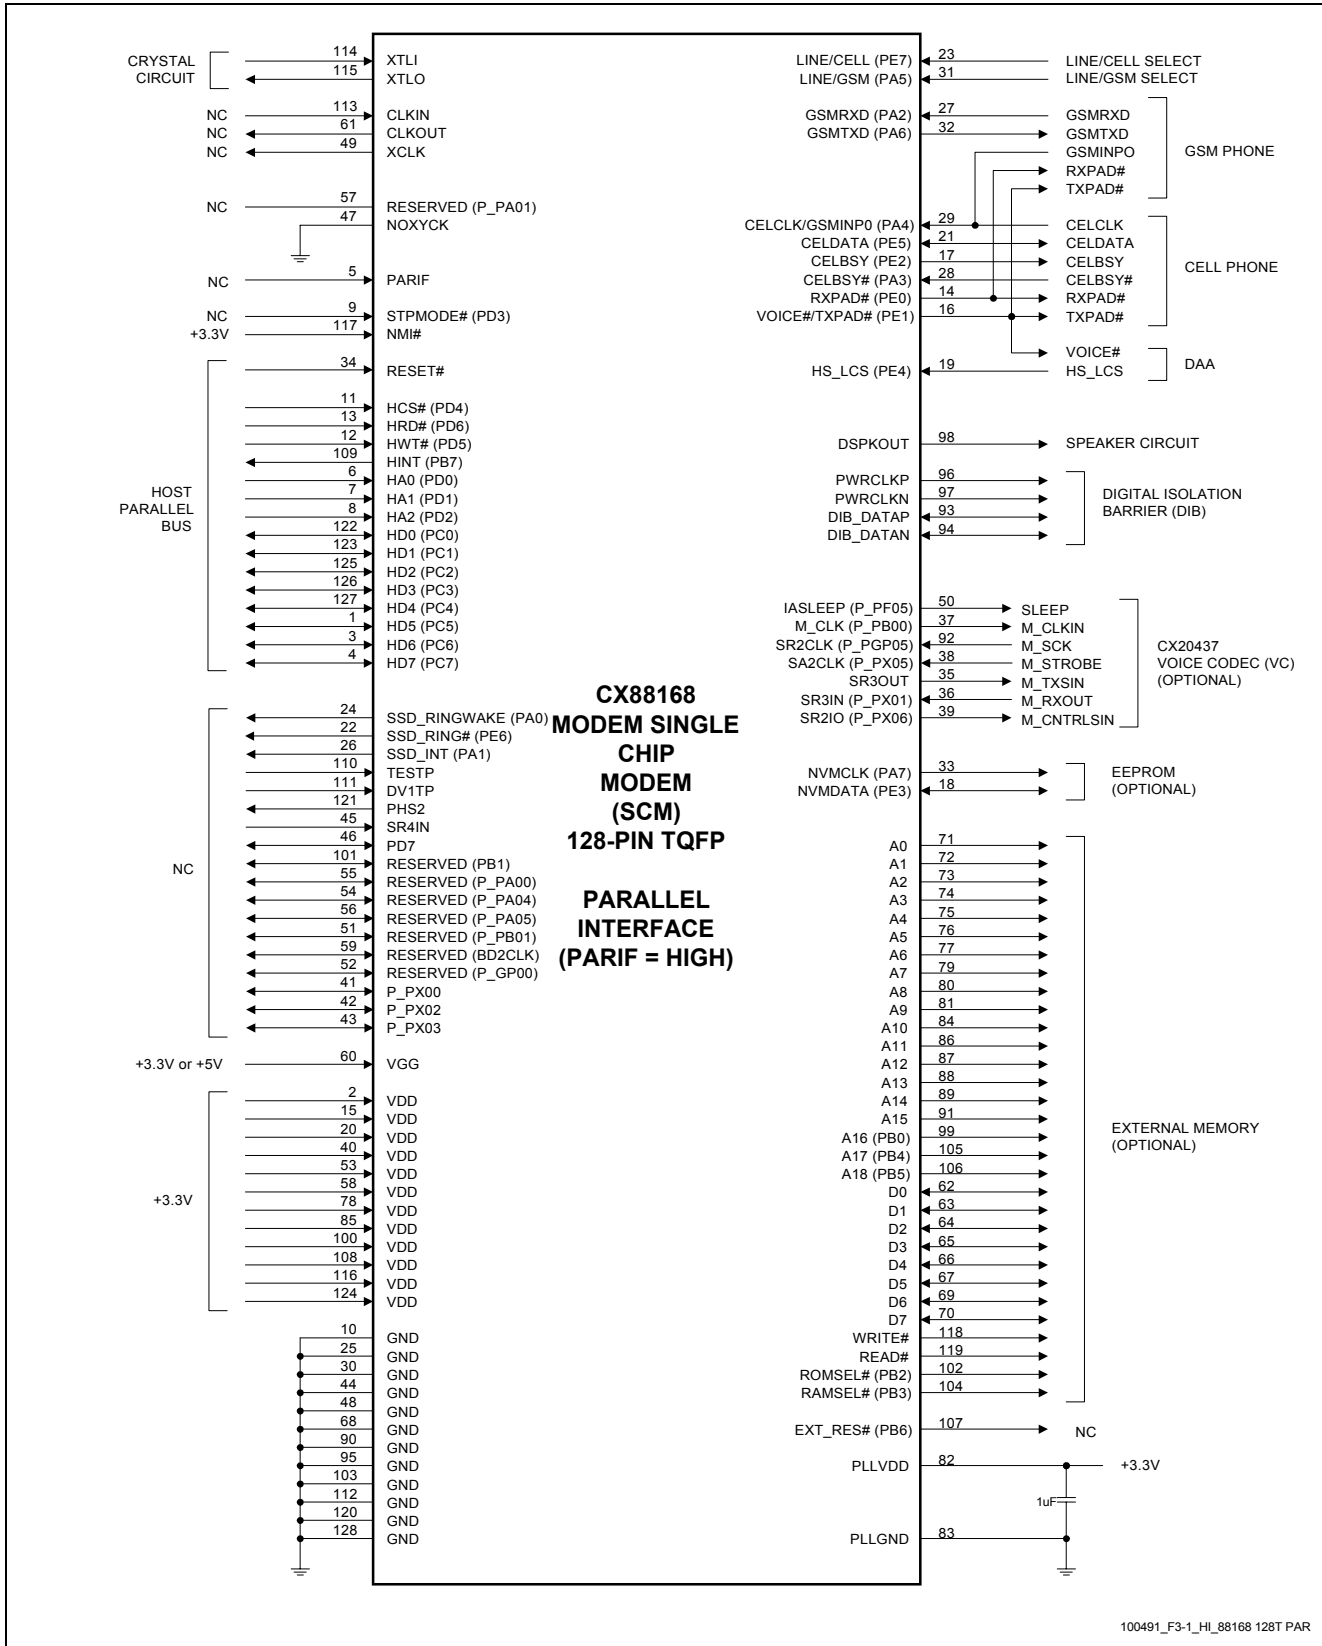 CRYSTAL
CIRCUIT
114 XTLI
115 XTLO
NC 113 CLKIN
NC 61 CLKOUT
NC 49 XCLK
NC 57 RESERVED (P_PA01)
47 NOXYCK
NC 5 PARIF
NC 9 STPMODE# (PD3)
+3.3V 117 NMI#
HOST
PARALLEL
BUS
34 RESET#
11 HCS# (PD4)
13 HRD# (PD6)
12 HWT# (PD5)
109 HINT (PB7)
6 HA0 (PD0)
7 HA1 (PD1)
8 HA2 (PD2)
122 HD0 (PC0)
123 HD1 (PC1)
125 HD2 (PC2)
126 HD3 (PC3)
127 HD4 (PC4)
1 HD5 (PC5)
3 HD6 (PC6)
4 HD7 (PC7)
NC
24 SSD_RINGWAKE (PA0)
22 SSD_RING# (PE6)
26 SSD_INT (PA1)
110 TESTP
111 DV1TP
121 PHS2
45 SR4IN
46 PD7
101 RESERVED (PB1)
55 RESERVED (P_PA00)
54 RESERVED (P_PA04)
56 RESERVED (P_PA05)
51 RESERVED (P_PB01)
59 RESERVED (BD2CLK)
52 RESERVED (P_GP00)
41 P_PX00
42 P_PX02
43 P_PX03
+3.3V or +5V 60 VGG
+3.3V
2 VDD
15 VDD
20 VDD
40 VDD
53 VDD
58 VDD
78 VDD
85 VDD
100 VDD
108 VDD
116 VDD
124 VDD
10 GND
25 GND
30 GND
44 GND
48 GND
68 GND
90 GND
95 GND
103 GND
112 GND
120 GND
128 GND
CX88168
MODEM SINGLE
CHIP
MODEM
(SCM)
128-PIN TQFP
PARALLEL
INTERFACE
(PARIF = HIGH)
LINE/CELL (PE7) 23 LINE/CELL SELECT
LINE/GSM (PA5) 31 LINE/GSM SELECT
GSMRXD (PA2) 27 GSMRXD
GSMTXD (PA6) 32 GSMTXD
GSMINPO
RXPAD#
TXPAD#
GSM PHONE
CELCLK/GSMINP0 (PA4) 29 CELCLK
CELDATA (PE5) 21 CELDATA
CELBSY (PE2) 17 CELBSY
CELBSY# (PA3) 28 CELBSY#
RXPAD# (PE0) 14 RXPAD#
VOICE#/TXPAD# (PE1) 16 TXPAD#
CELL PHONE
VOICE#
HS_LCS (PE4) 19 HS_LCS
DAA
DSPKOUT 98 SPEAKER CIRCUIT
PWRCLKP 96
PWRCLKN 97
DIB_DATAP 93
DIB_DATAN 94
DIGITAL ISOLATION
BARRIER (DIB)
IASLEEP (P_PF05) 50 SLEEP
M_CLK (P_PB00) 37 M_CLKIN
SR2CLK (P_PGP05) 92 M_SCK
SA2CLK (P_PX05) 38 M_STROBE
SR3OUT 35 M_TXSIN
SR3IN (P_PX01) 36 M_RXOUT
SR2IO (P_PX06) 39 M_CNTRLSIN
CX20437
VOICE CODEC (VC)
(OPTIONAL)
NVMCLK (PA7) 33
NVMDATA (PE3) 18
EEPROM
(OPTIONAL)
A0 71
A1 72
A2 73
A3 74
A4 75
A5 76
A6 77
A7 79
A8 80
A9 81
A10 84
A11 86
A12 87
A13 88
A14 89
A15 91
A16 (PB0) 99
A17 (PB4) 105
A18 (PB5) 106
D0 62
D1 63
D2 64
D3 65
D4 66
D5 67
D6 69
D7 70
WRITE# 118
READ# 119
ROMSEL# (PB2) 102
RAMSEL# (PB3) 104
EXTERNAL MEMORY
(OPTIONAL)
EXT_RES# (PB6) 107 NC
PLLVDD 82 +3.3V
1uF
PLLGND 83
100491_F3-1_HI_88168 128T PAR